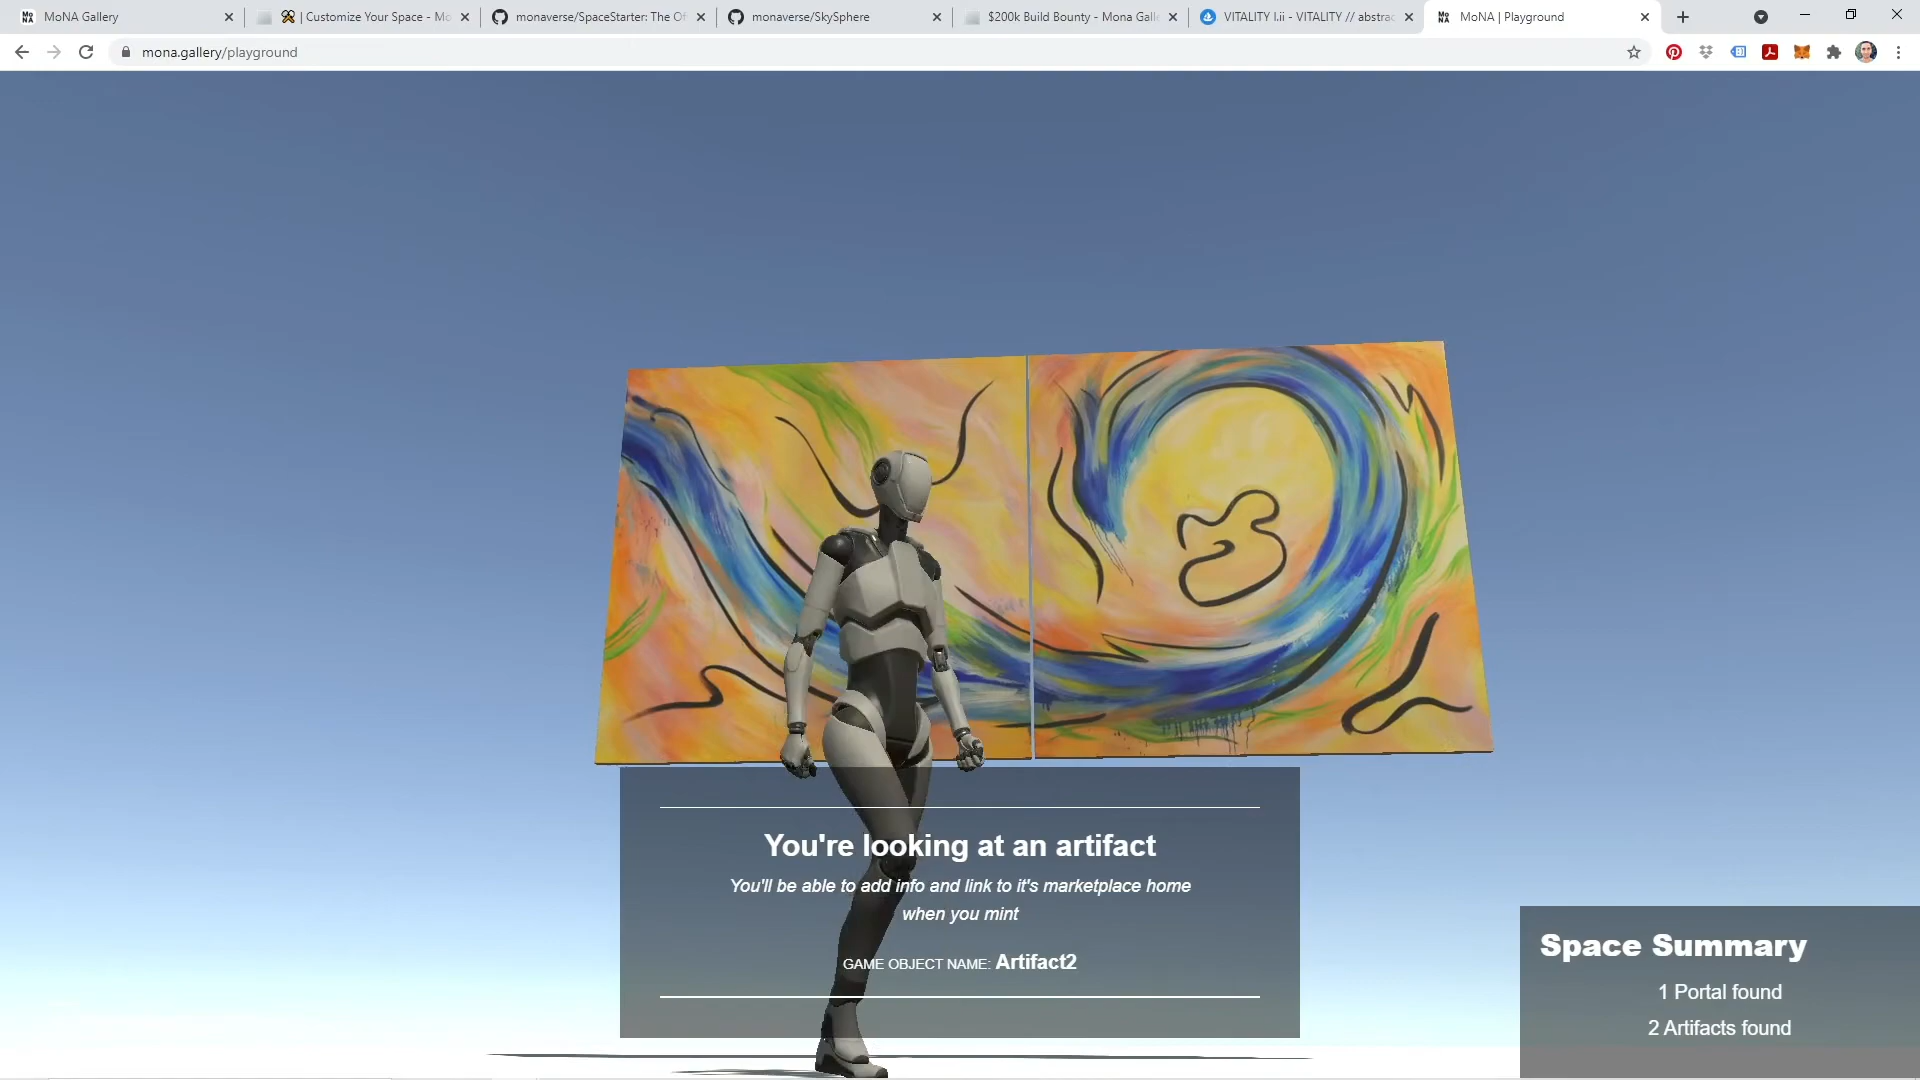 MoNA Gallery
| Customize Your Space - Mo
monaverse/SpaceStarter: The Of
monaverse/SkySphere
$200k Build Bounty - Mona Galle
VITALITY I.ii - VITALITY // abstrac
MoNA | Playground
mona.gallery/playground
You're looking at an artifact
You'll be able to add info and link to it's marketplace home
when you mint
GAME OBJECT NAME: Artifact2
Space Summary
1 Portal found
2 Artifacts found